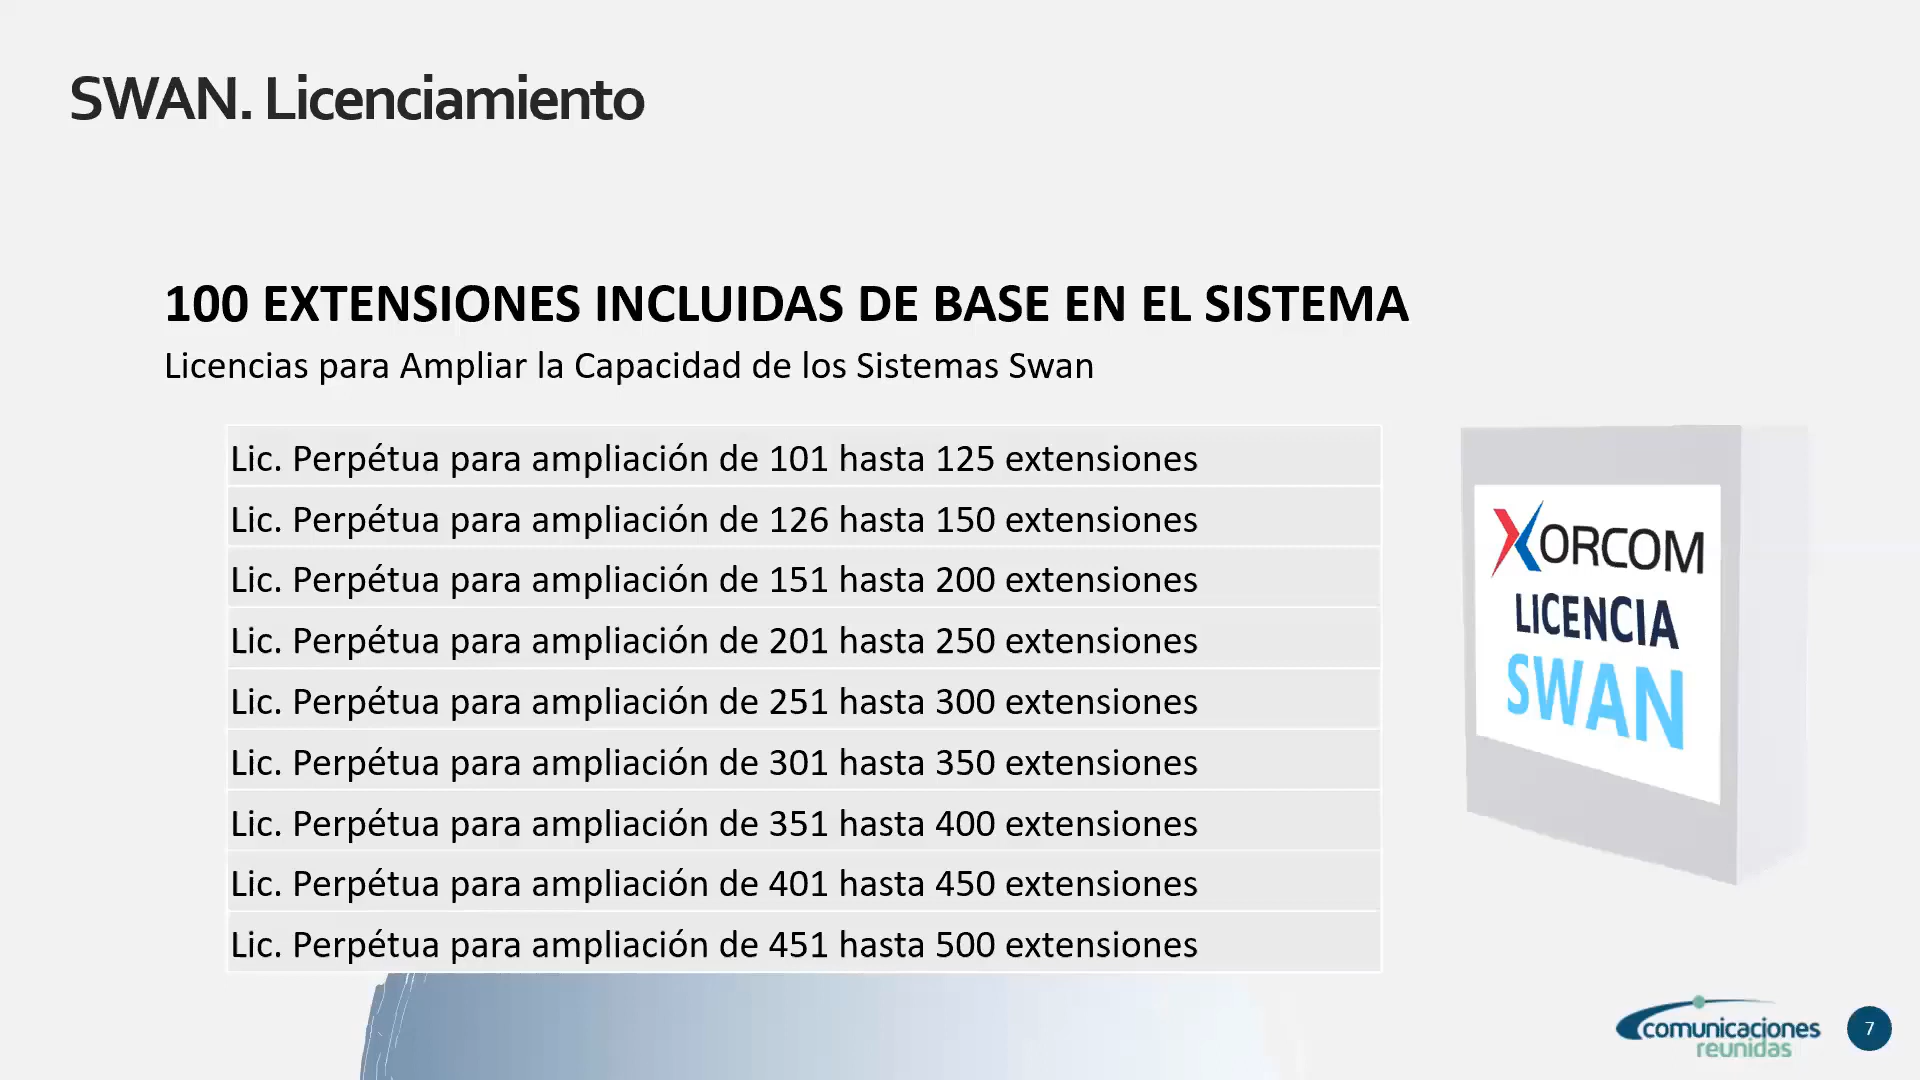 SWAN. Licenciamiento
100 EXTENSIONES INCLUIDAS DE BASE EN EL SISTEMA
Licencias para Ampliar la Capacidad de los Sistemas Swan
Lic. Perpétua para ampliación de 101 hasta 125 extensiones
Lic. Perpétua para ampliación de 126 hasta 150 extensiones
Lic. Perpétua para ampliación de 151 hasta 200 extensiones
Lic. Perpétua para ampliación de 201 hasta 250 extensiones
Lic. Perpétua para ampliación de 251 hasta 300 extensiones
Lic. Perpétua para ampliación de 301 hasta 350 extensiones
Lic. Perpétua para ampliación de 351 hasta 400 extensiones
Lic. Perpétua para ampliación de 401 hasta 450 extensiones
Lic. Perpétua para ampliación de 451 hasta 500 extensiones
XORCOM
LICENCIA
SWAN
comunicaciones
reunidas
7